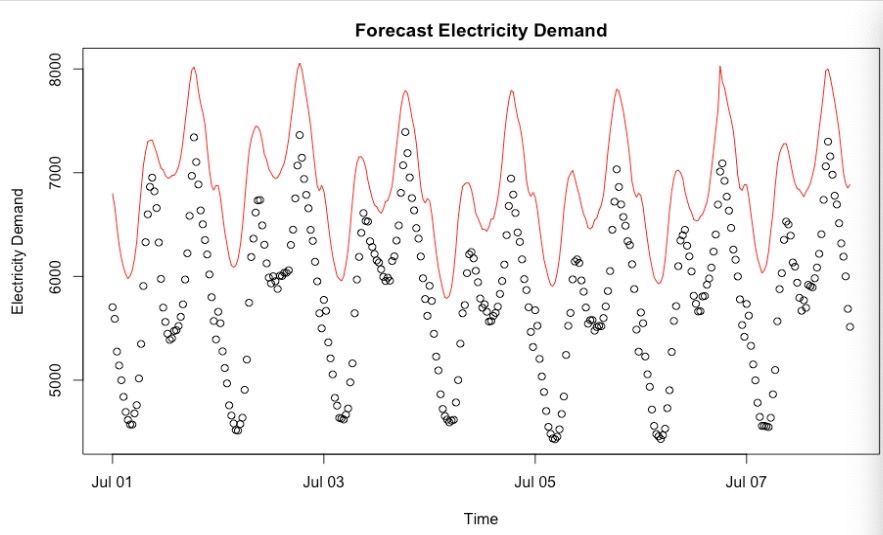 Forecast Electricity Demand
Electricity Demand
8000
7000
6000
5000
Jul 01
Jul 03
Jul 05
Jul 07
Time